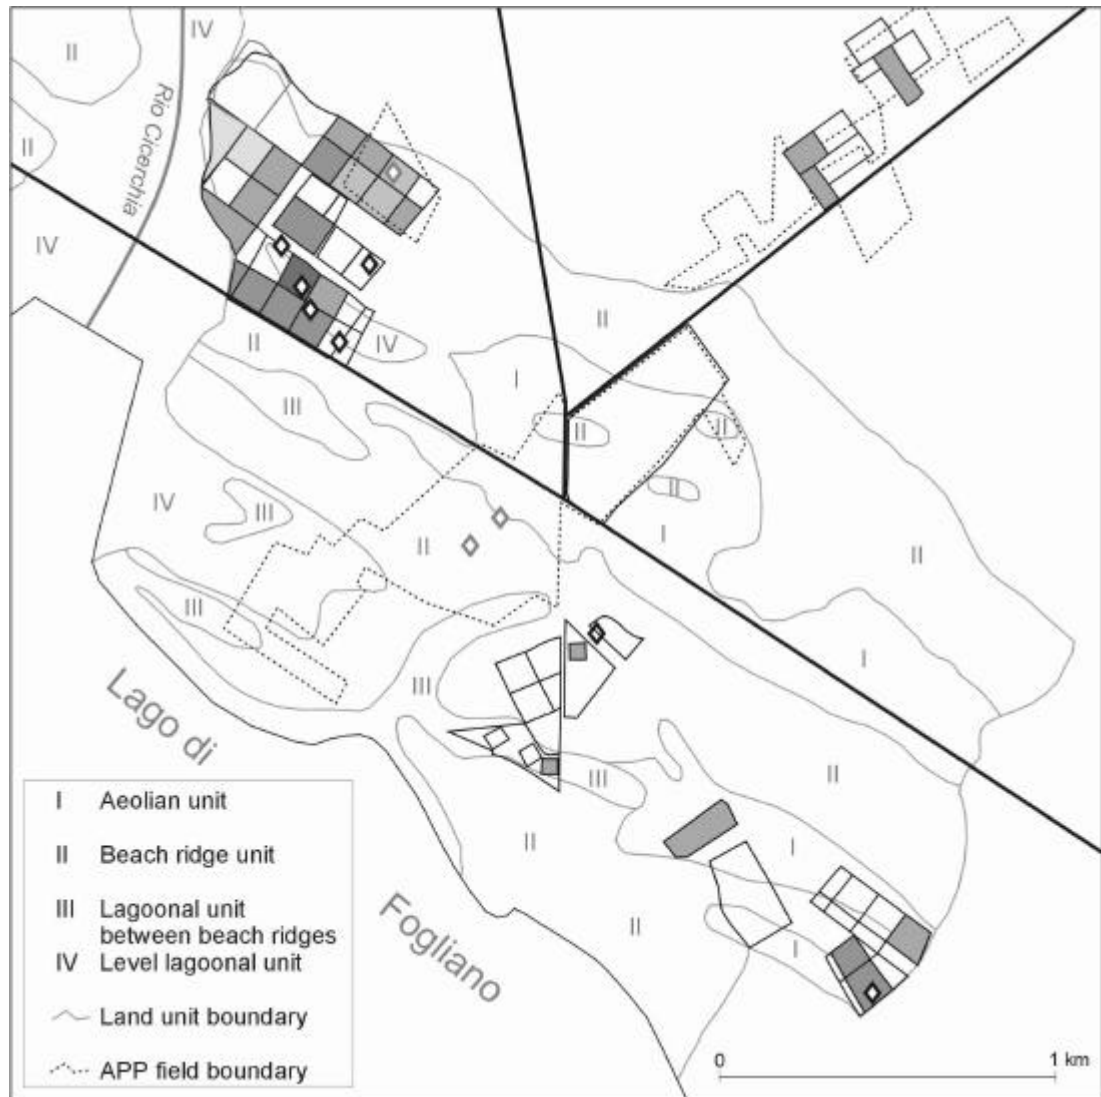 II
IV
Rio Cicerchia
II
IV
II
II
IV
I
III
II
II
II
IV
III
II
I
II
III
I
III
Lago di
III
II
II
I
Fogliano
II
I
I Aeolian unit
II Beach ridge unit
III Lagoonal unit
between beach ridges
IV Level lagoonal unit
Land unit boundary
APP field boundary
0 1 km